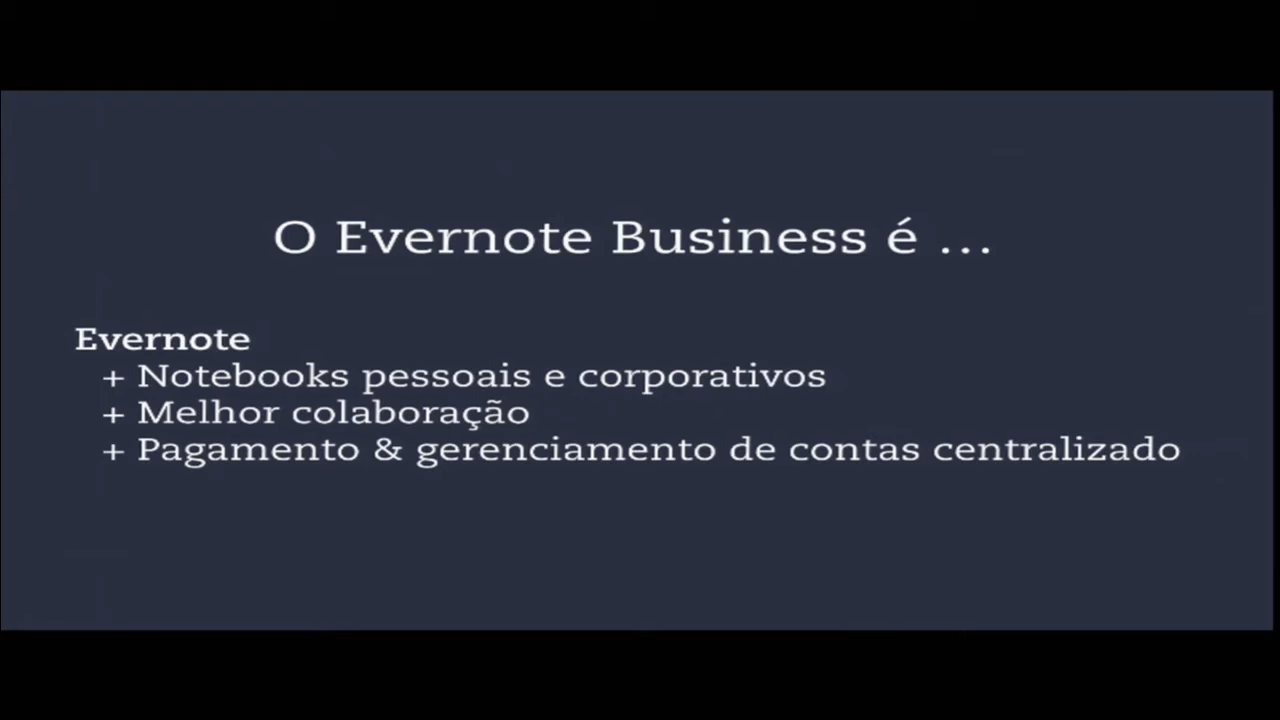 O Evernote Business é ...
Evernote
+ Notebooks pessoais e corporativos
+ Melhor colaboração
+ Pagamento & gerenciamento de contas centralizado